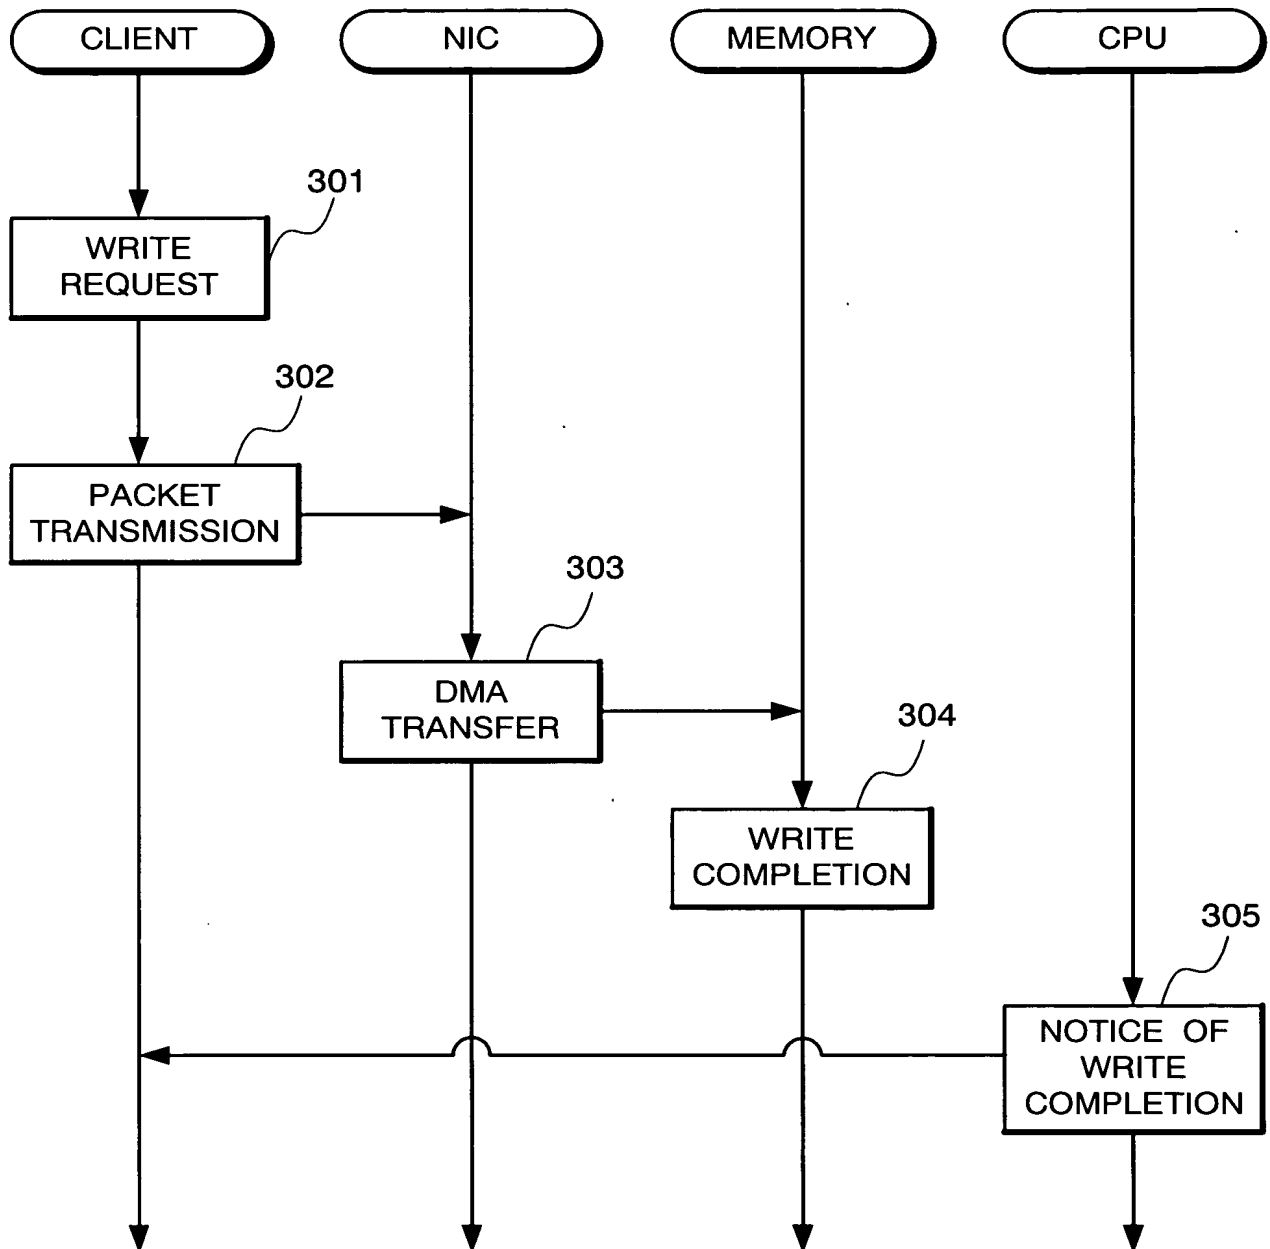 CLIENT
NIC
MEMORY
CPU
301
WRITE
REQUEST
302
PACKET
TRANSMISSION
303
DMA
TRANSFER
304
WRITE
COMPLETION
305
NOTICE OF
WRITE
COMPLETION